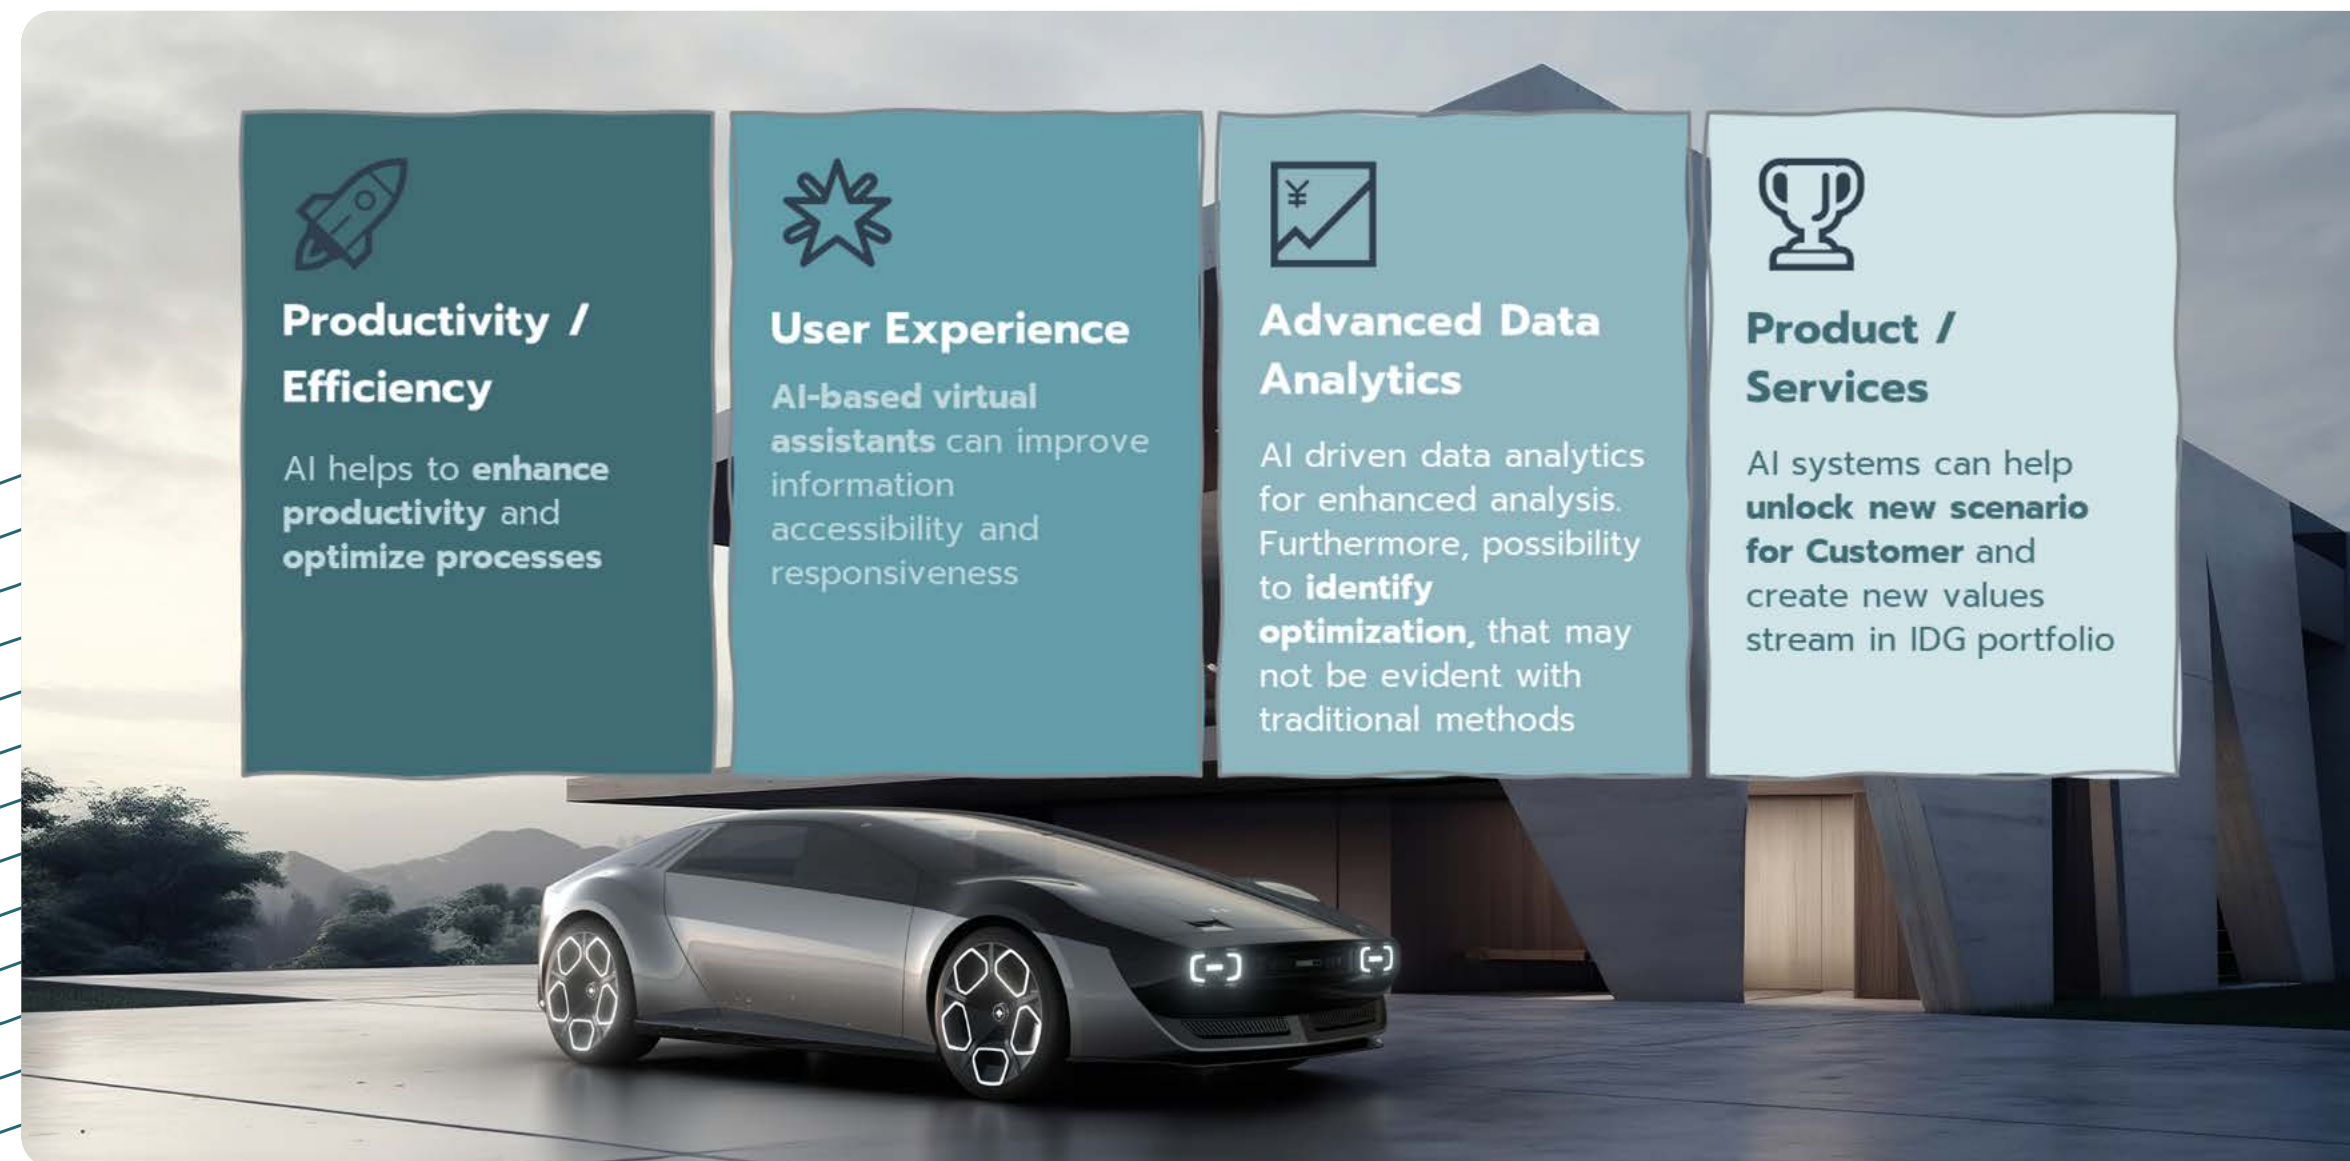 Productivity /
Efficiency
AI helps to enhance
productivity and
optimize processes
User Experience
AI-based virtual
assistants can improve
information
accessibility and
responsiveness
¥
Advanced Data
Analytics
AI driven data analytics
for enhanced analysis.
Furthermore, possibility
to identify
optimization, that may
not be evident with
traditional methods
Product /
Services
AI systems can help
unlock new scenario
for Customer and
create new values
stream in IDG portfolio